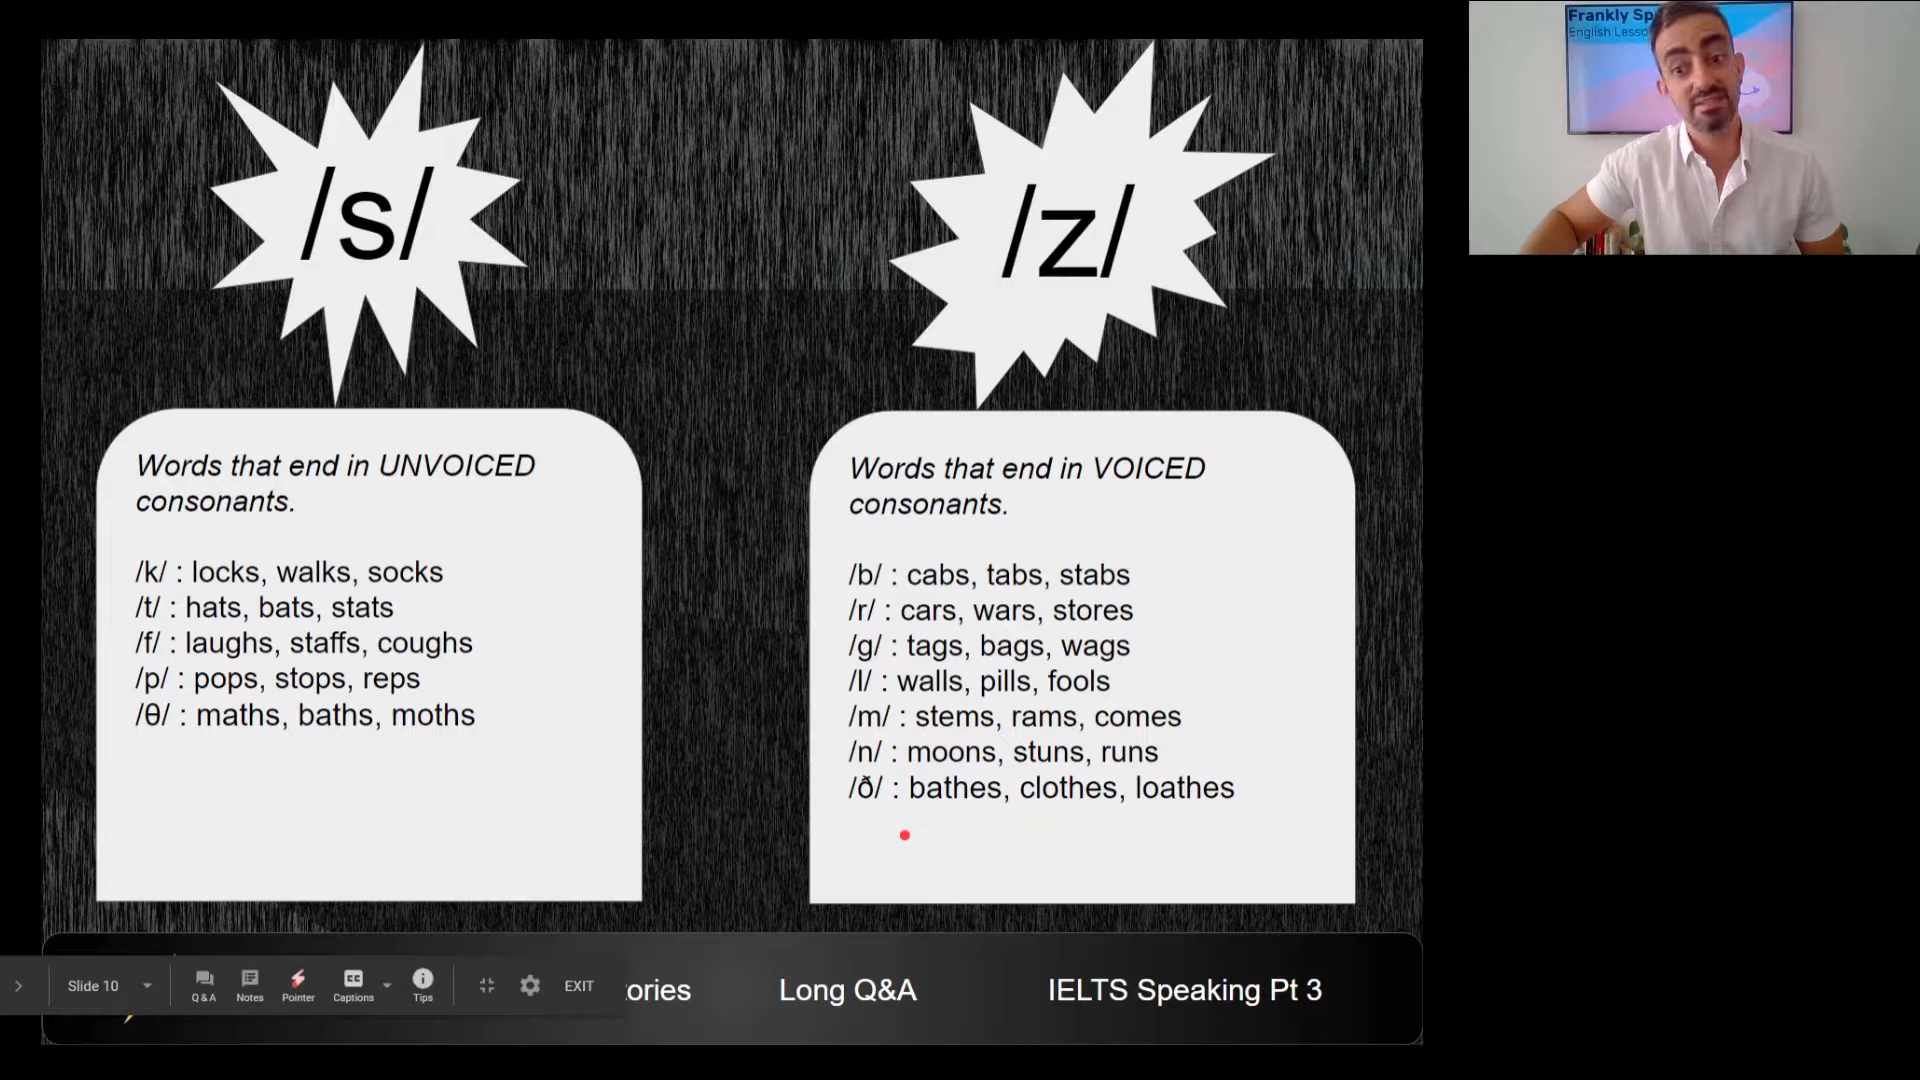 /s/
Words that end in UNVOICED
consonants.
/k/ : locks, walks, socks
/t/ : hats, bats, stats
/f/ : laughs, staffs, coughs
/p/ : pops, stops, reps
/θ/ : maths, baths, moths
/z/
Words that end in VOICED
consonants.
/b/ : cabs, tabs, stabs
/r/ : cars, wars, stores
/g/ : tags, bags, wags
/l/ : walls, pills, fools
/m/ : stems, rams, comes
/n/ : moons, stuns, runs
/ð/ : bathes, clothes, loathes
Frankly Sp
English Lesso
Slide 10
Q & A
Notes
Pointer
CC
Captions
Tips
EXIT
tories
Long Q&A
IELTS Speaking Pt 3